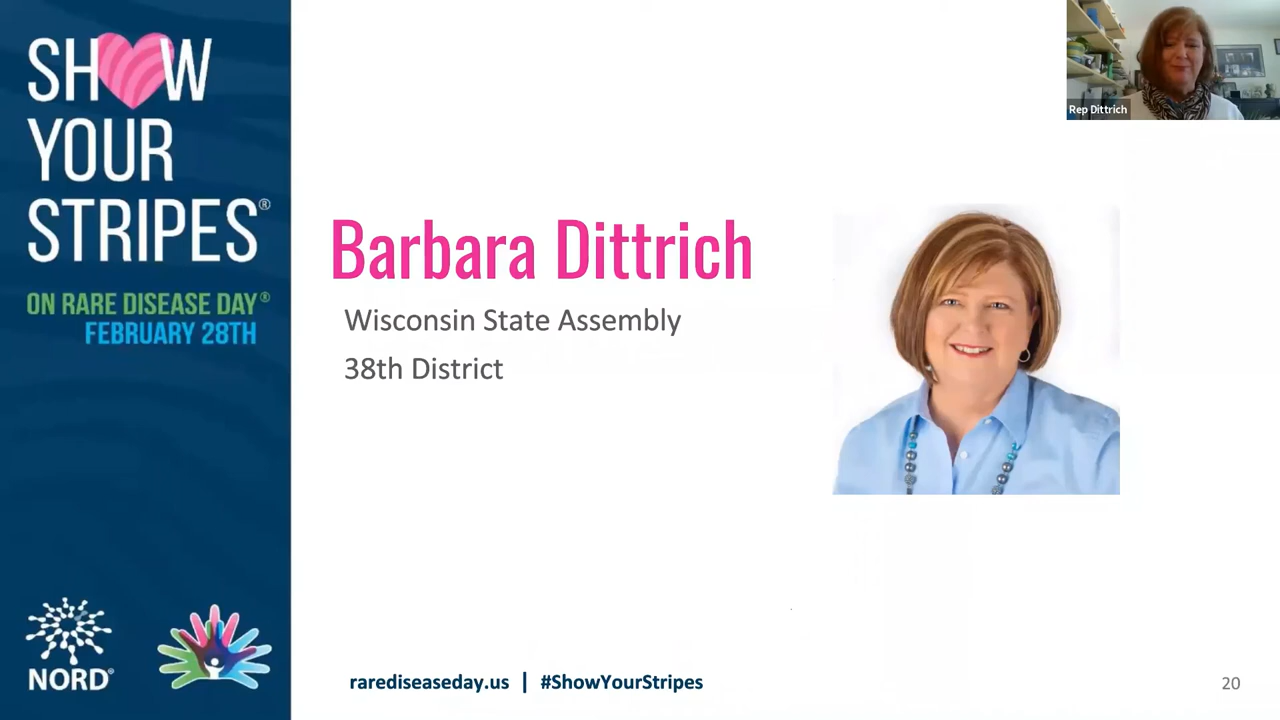 SHOW
YOUR
STRIPES®
ON RARE DISEASE DAY®
FEBRUARY 28TH
NORD®
Rep Dittrich
Barbara Dittrich
Wisconsin State Assembly
38th District
rarediseaseday.us | #ShowYourStripes
20